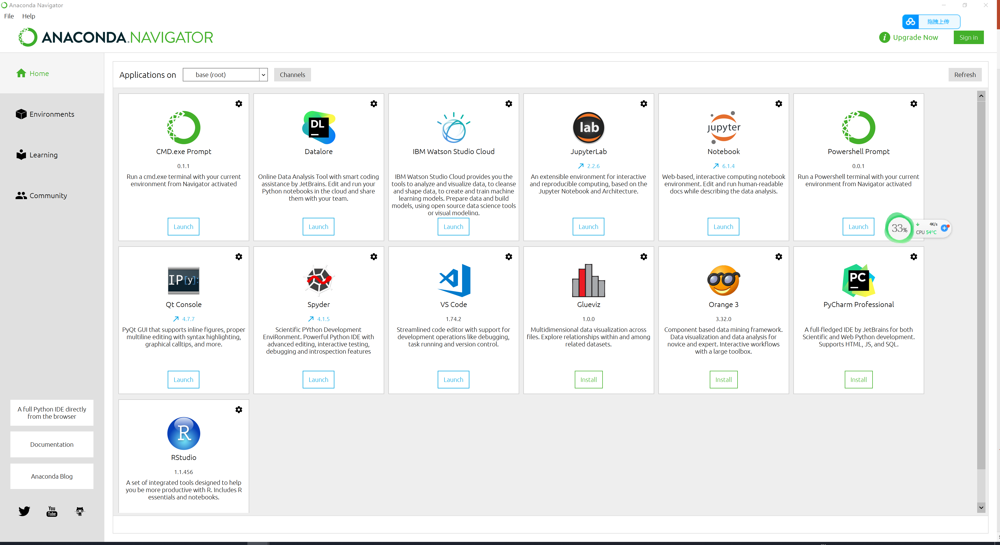 Anaconda Navigator
File Help
拖拽上传
ANACONDA.NAVIGATOR
i Upgrade Now
Sign in
Home
Environments
Learning
Community
A full Python IDE directly
from the browser
Documentation
Anaconda Blog
You
Tube
Applications on base (root) Channels Refresh
CMD.exe Prompt
0.1.1
Run a cmd.exe terminal with your current
environment from Navigator activated
Launch
DL
Datalore
Online Data Analysis Tool with smart coding
assistance by JetBrains. Edit and run your
Python notebooks in the cloud and share
them with your team.
Launch
IBM Watson Studio Cloud
IBM Watson Studio Cloud provides you the
tools to analyze and visualize data, to cleanse
and shape data, to create and train machine
learning models. Prepare data and build
models, using open source data science tools
or visual modeling.
Launch
lab
JupyterLab
2.2.6
An extensible environment for interactive
and reproducible computing, based on the
Jupyter Notebook and Architecture.
Launch
jupyter
Notebook
6.1.4
Web-based, interactive computing notebook
environment. Edit and run human-readable
docs while describing the data analysis.
Launch
Powershell Prompt
0.0.1
Run a Powershell terminal with your current
environment from Navigator activated
Launch
33%
4K/s
CPU 54°C
IP[y]:
Qt Console
4.7.7
PyQt GUI that supports inline figures, proper
multiline editing with syntax highlighting,
graphical calltips, and more.
Launch
Spyder
4.1.5
Scientific PYthon Development
EnviRonment. Powerful Python IDE with
advanced editing, interactive testing,
debugging and introspection features
Launch
VS Code
1.74.2
Streamlined code editor with support for
development operations like debugging,
task running and version control.
Launch
Glueviz
1.0.0
Multidimensional data visualization across
files. Explore relationships within and among
related datasets.
Install
Orange 3
3.32.0
Component based data mining framework.
Data visualization and data analysis for
novice and expert. Interactive workflows
with a large toolbox.
Install
PC
PyCharm Professional
A full-fledged IDE by JetBrains for both
Scientific and Web Python development.
Supports HTML, JS, and SQL.
Install
R
RStudio
1.1.456
A set of integrated tools designed to help
you be more productive with R. Includes R
essentials and notebooks.